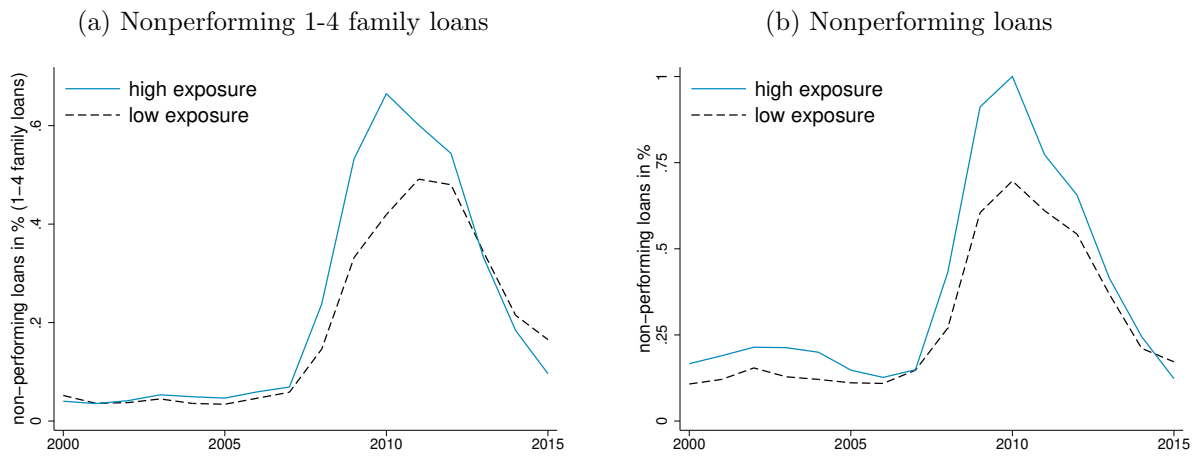 (a) Nonperforming 1-4 family loans
high exposure
low exposure
non−performing loans in % (1−4 family loans)
.6
.4
.2
0
2000 2005 2010 2015
(b) Nonperforming loans
high exposure
low exposure
non−performing loans in %
1
.75
.5
.25
0
2000 2005 2010 2015